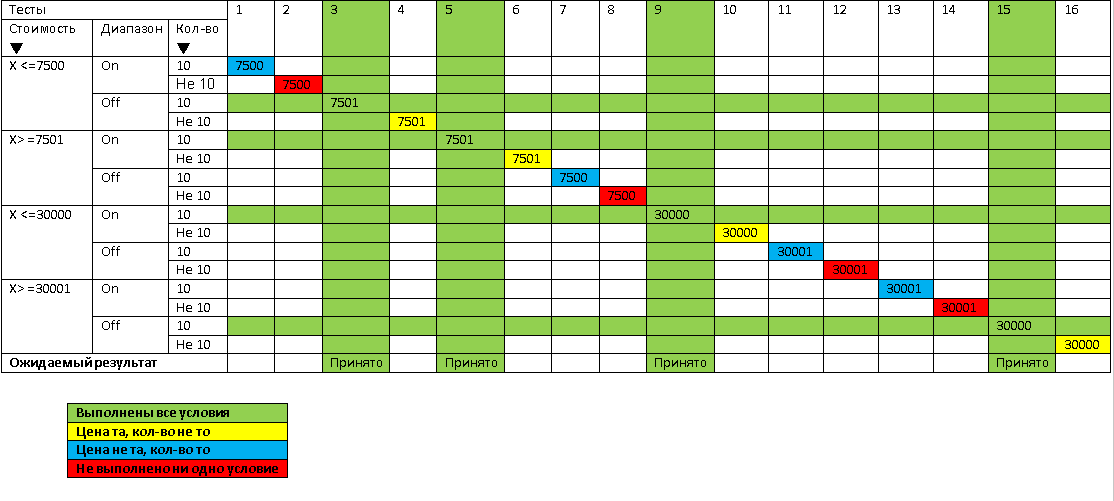 Тесты 1 2 3 4 5 6 7 8 9 10 11 12 13 14 15 16
Стоимость Диапазон Кол-во
X <=7500 On 10 7500
Не 10 7500
Off 10 7501
Не 10 7501
X> =7501 On 10 7501
Не 10 7501
Off 10 7500
Не 10 7500
X <=30000 On 10 30000
Не 10 30000
Off 10 30001
Не 10 30001
X> =30001 On 10 30001
Не 10 30001
Off 10 30000
Не 10 30000
Ожидаемый результат Принято Принято Принято Принято
Выполнены все условия
Цена та, кол-во не то
Цена не та, кол-во то
Не выполнено ни одно условие